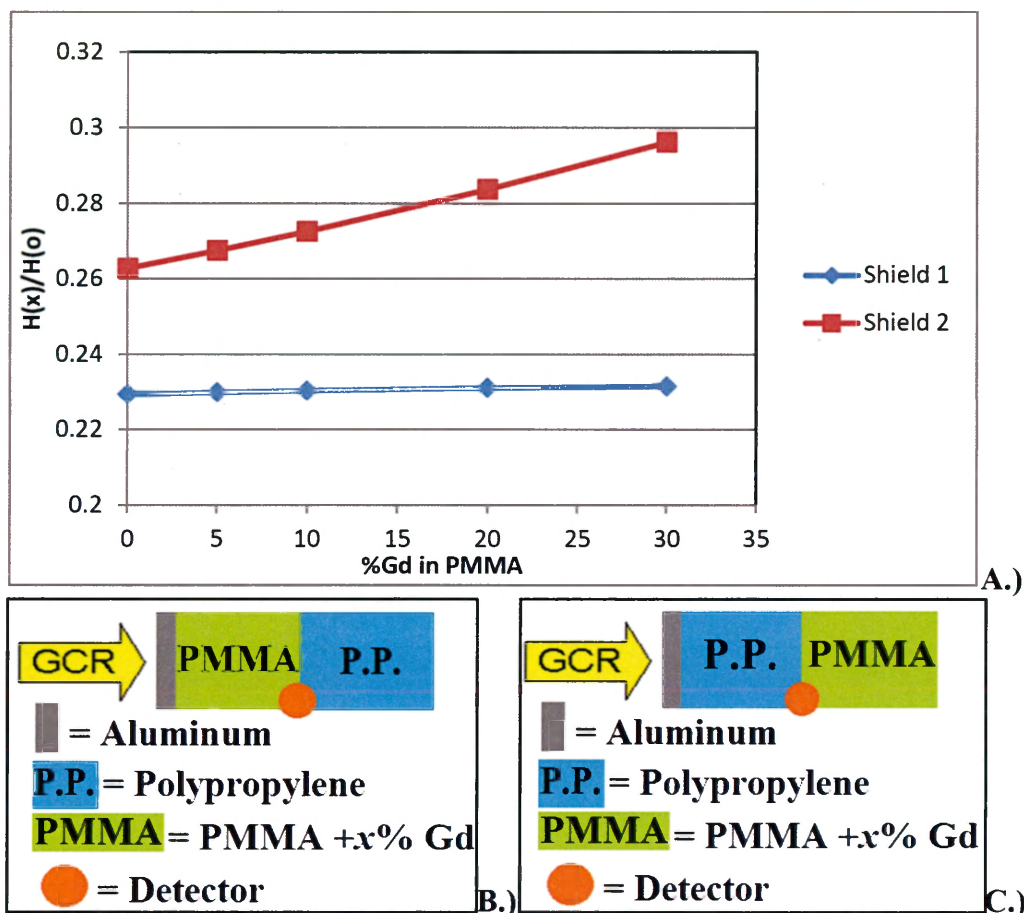 0.32
0.3
0.28
0.26
0.24
0.22
0.2
H(x)/H(o)
0 5 10 15 20 25 30 35
%Gd in PMMA
Shield 1
Shield 2
A.)
GCR PMMA P.P.
= Aluminum
P.P. = Polypropylene
PMMA = PMMA +x% Gd
= Detector
B.)
GCR P.P. PMMA
= Aluminum
P.P. = Polypropylene
PMMA = PMMA +x% Gd
= Detector
C.)